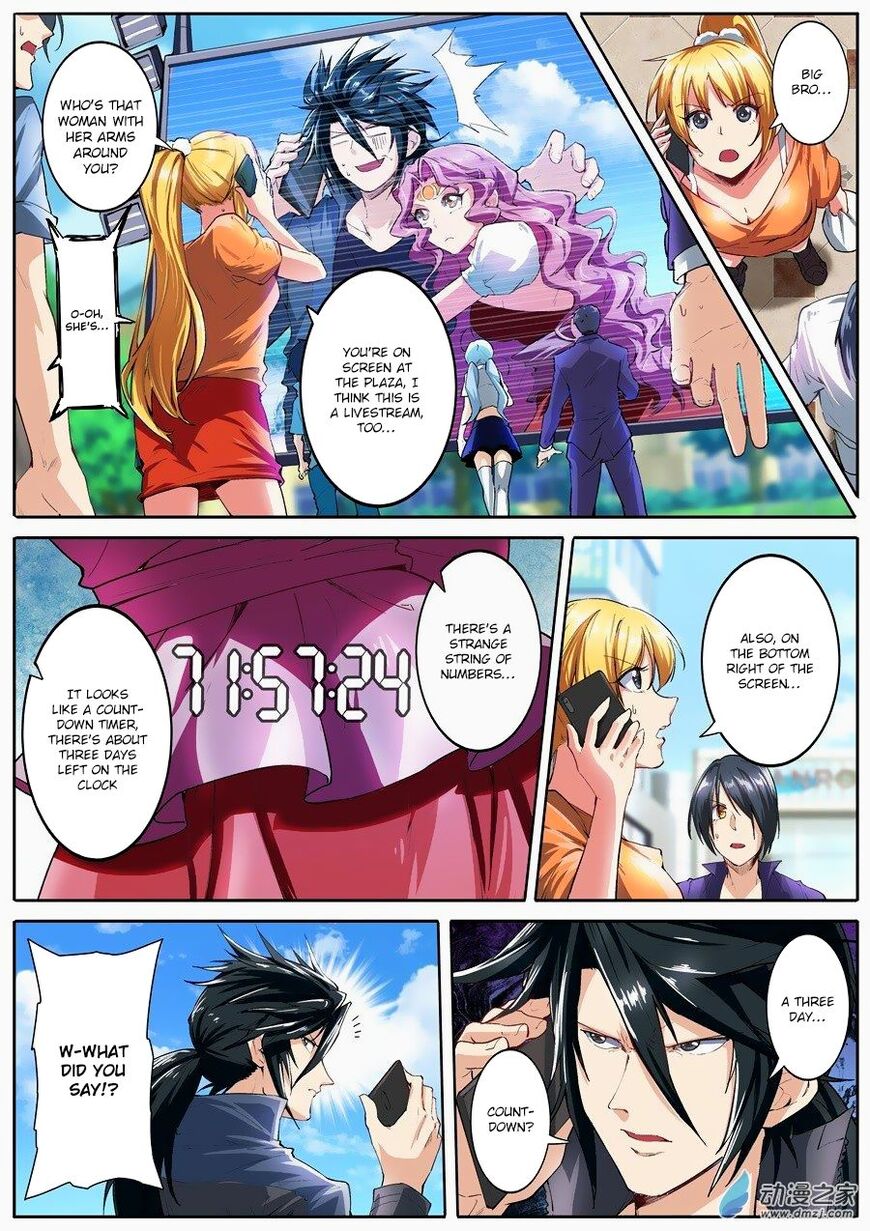 BIG
BRO...
WHO'S THAT
WOMAN WITH
HER ARMS
AROUND
YOU?
O-OH,
SHE'S...
YOU'RE ON
SCREEN AT
THE PLAZA, I
THINK THIS IS
A LIVESTREAM,
TOO...
ALSO, ON
THE BOTTOM
RIGHT OF THE
SCREEN...
NRO
THERE'S A
STRANGE
STRING OF
NUMBERS...
71:57:24
IT LOOKS
LIKE A COUNT-
DOWN TIMER,
THERE'S ABOUT
THREE DAYS
LEFT ON THE
CLOCK
A THREE
DAY...
COUNT-
DOWN?
W-WHAT
DID YOU
SAY!?
动漫之家
www.dmzj.com